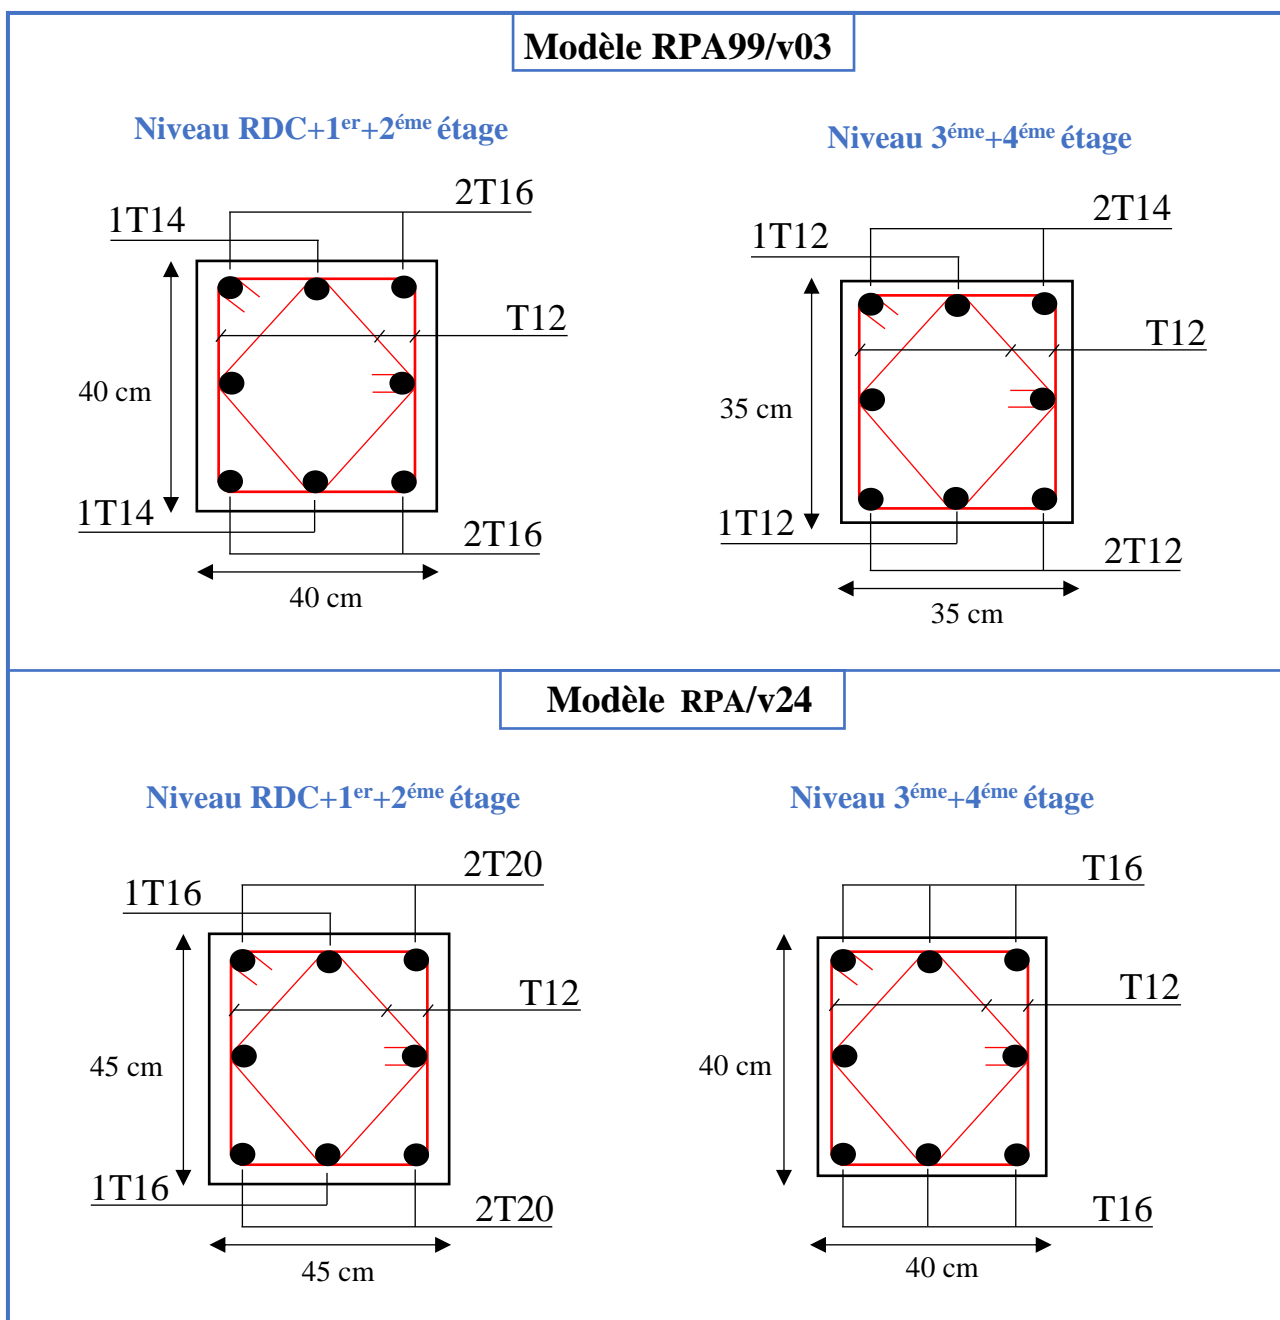 Modèle RPA99/v03
Niveau RDC+1er+2éme étage
Niveau 3éme+4éme étage
2T16
1T14
T12
40 cm
1T14
2T16
40 cm
2T14
1T12
T12
35 cm
1T12
2T12
35 cm
Modèle RPA/v24
Niveau RDC+1er+2éme étage
Niveau 3éme+4éme étage
2T20
1T16
T12
45 cm
1T16
2T20
45 cm
T16
T12
40 cm
T16
40 cm